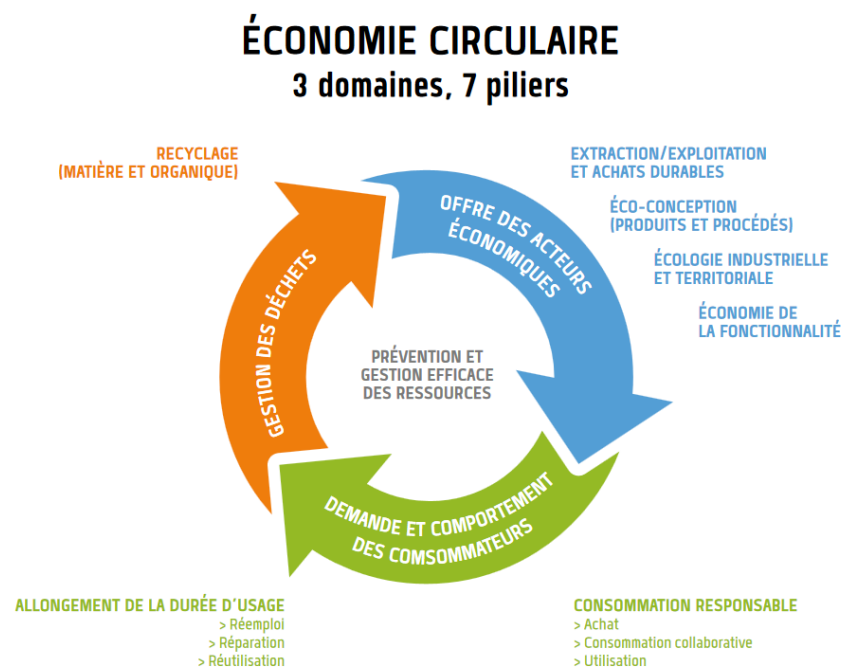 ÉCONOMIE CIRCULAIRE
3 domaines, 7 piliers
RECYCLAGE
(MATIÈRE ET ORGANIQUE)
EXTRACTION/EXPLOITATION
ET ACHATS DURABLES
ÉCO-CONCEPTION
(PRODUITS ET PROCÉDÉS)
ÉCOLOGIE INDUSTRIELLE
ET TERRITORIALE
ÉCONOMIE DE
LA FONCTIONNALITÉ
OFFRE DES ACTEURS
ÉCONOMIQUES
GESTION DES DÉCHETS
PRÉVENTION ET
GESTION EFFICACE
DES RESSOURCES
DEMANDE ET COMPORTEMENT
DES COMSOMMATEURS
ALLONGEMENT DE LA DURÉE D'USAGE
> Réemploi
> Réparation
> Réutilisation
CONSOMMATION RESPONSABLE
> Achat
> Consommation collaborative
> Utilisation